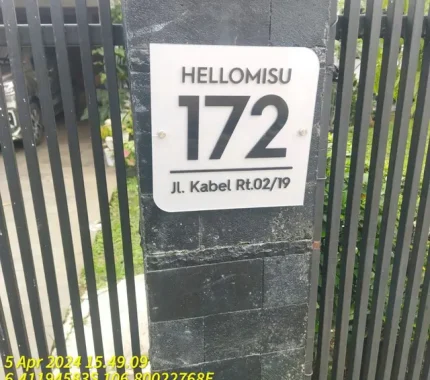 HELLOMISU
172
Jl. Kabel Rt.02/19
5 Apr 2024 15.49.09